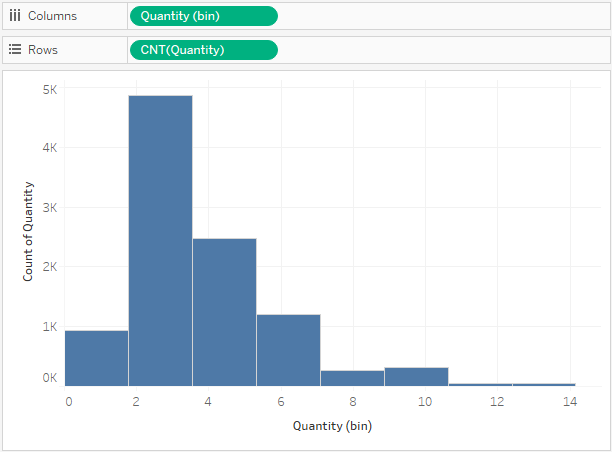 Columns Quantity (bin)
Rows CNT(Quantity)
5K
4K
3K
2K
1K
0K
Count of Quantity
0 2 4 6 8 10 12 14
Quantity (bin)